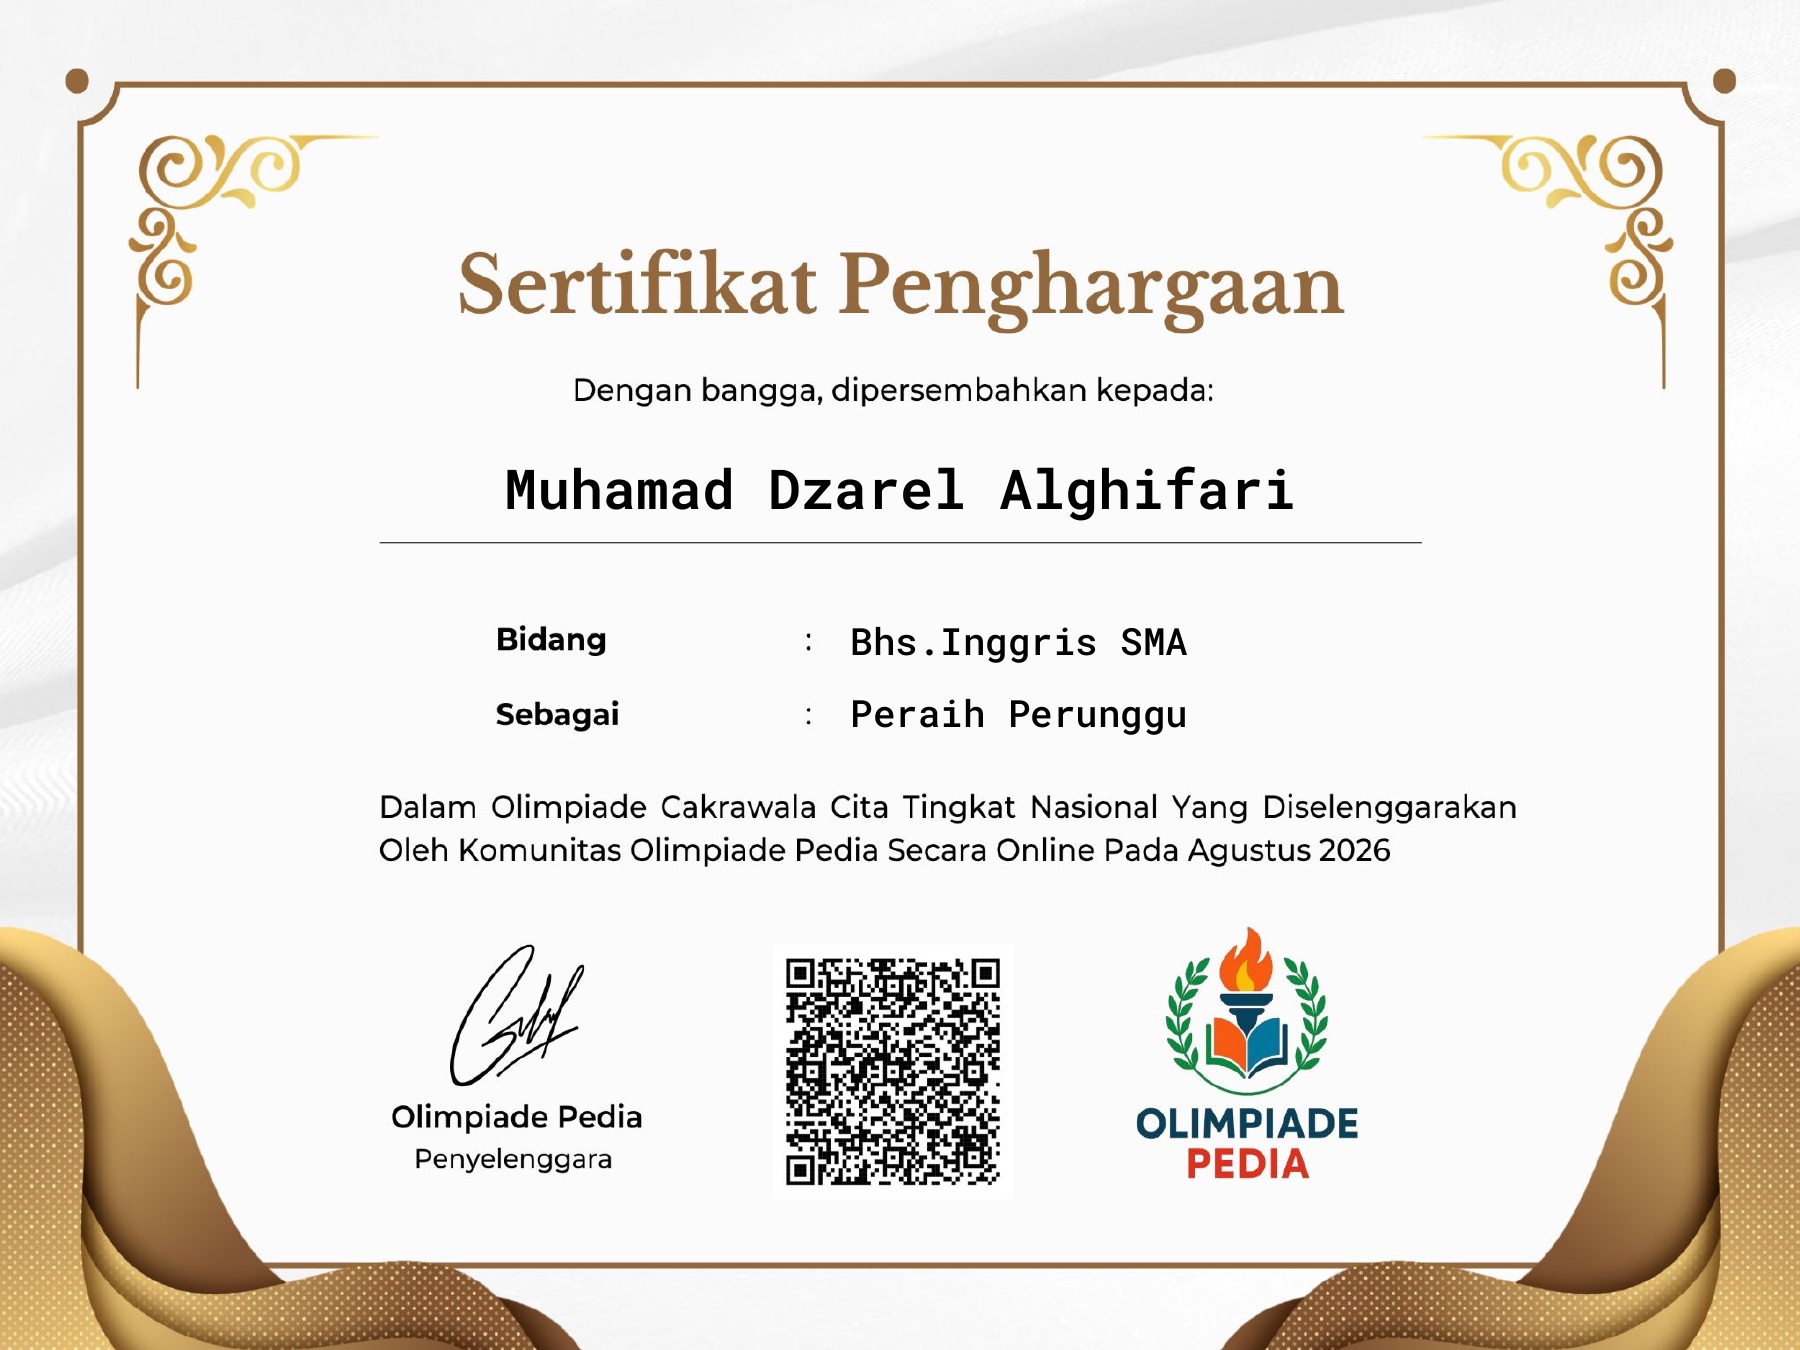 Sertifikat Penghargaan
Dengan bangga, dipersembahkan kepada:
Muhamad Dzarel Alghifari
Bidang : Bhs.Inggris SMA
Sebagai : Peraih Perunggu
Dalam Olimpiade Cakrawala Cita Tingkat Nasional Yang Diselenggarakan
Oleh Komunitas Olimpiade Pedia Secara Online Pada Agustus 2026
Olimpiade Pedia
Penyelenggara
OLIMPIADE
PEDIA